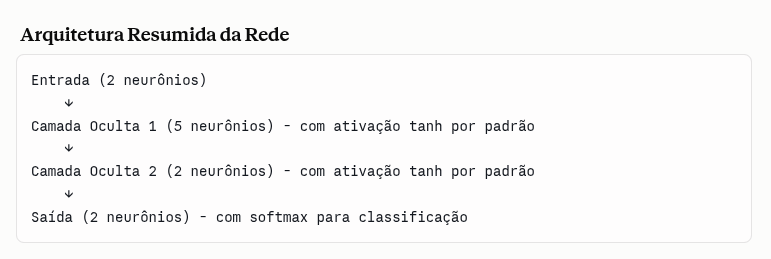 Arquitetura Resumida da Rede
Entrada (2 neurônios)
↓
Camada Oculta 1 (5 neurônios) - com ativação tanh por padrão
↓
Camada Oculta 2 (2 neurônios) - com ativação tanh por padrão
↓
Saída (2 neurônios) - com softmax para classificação